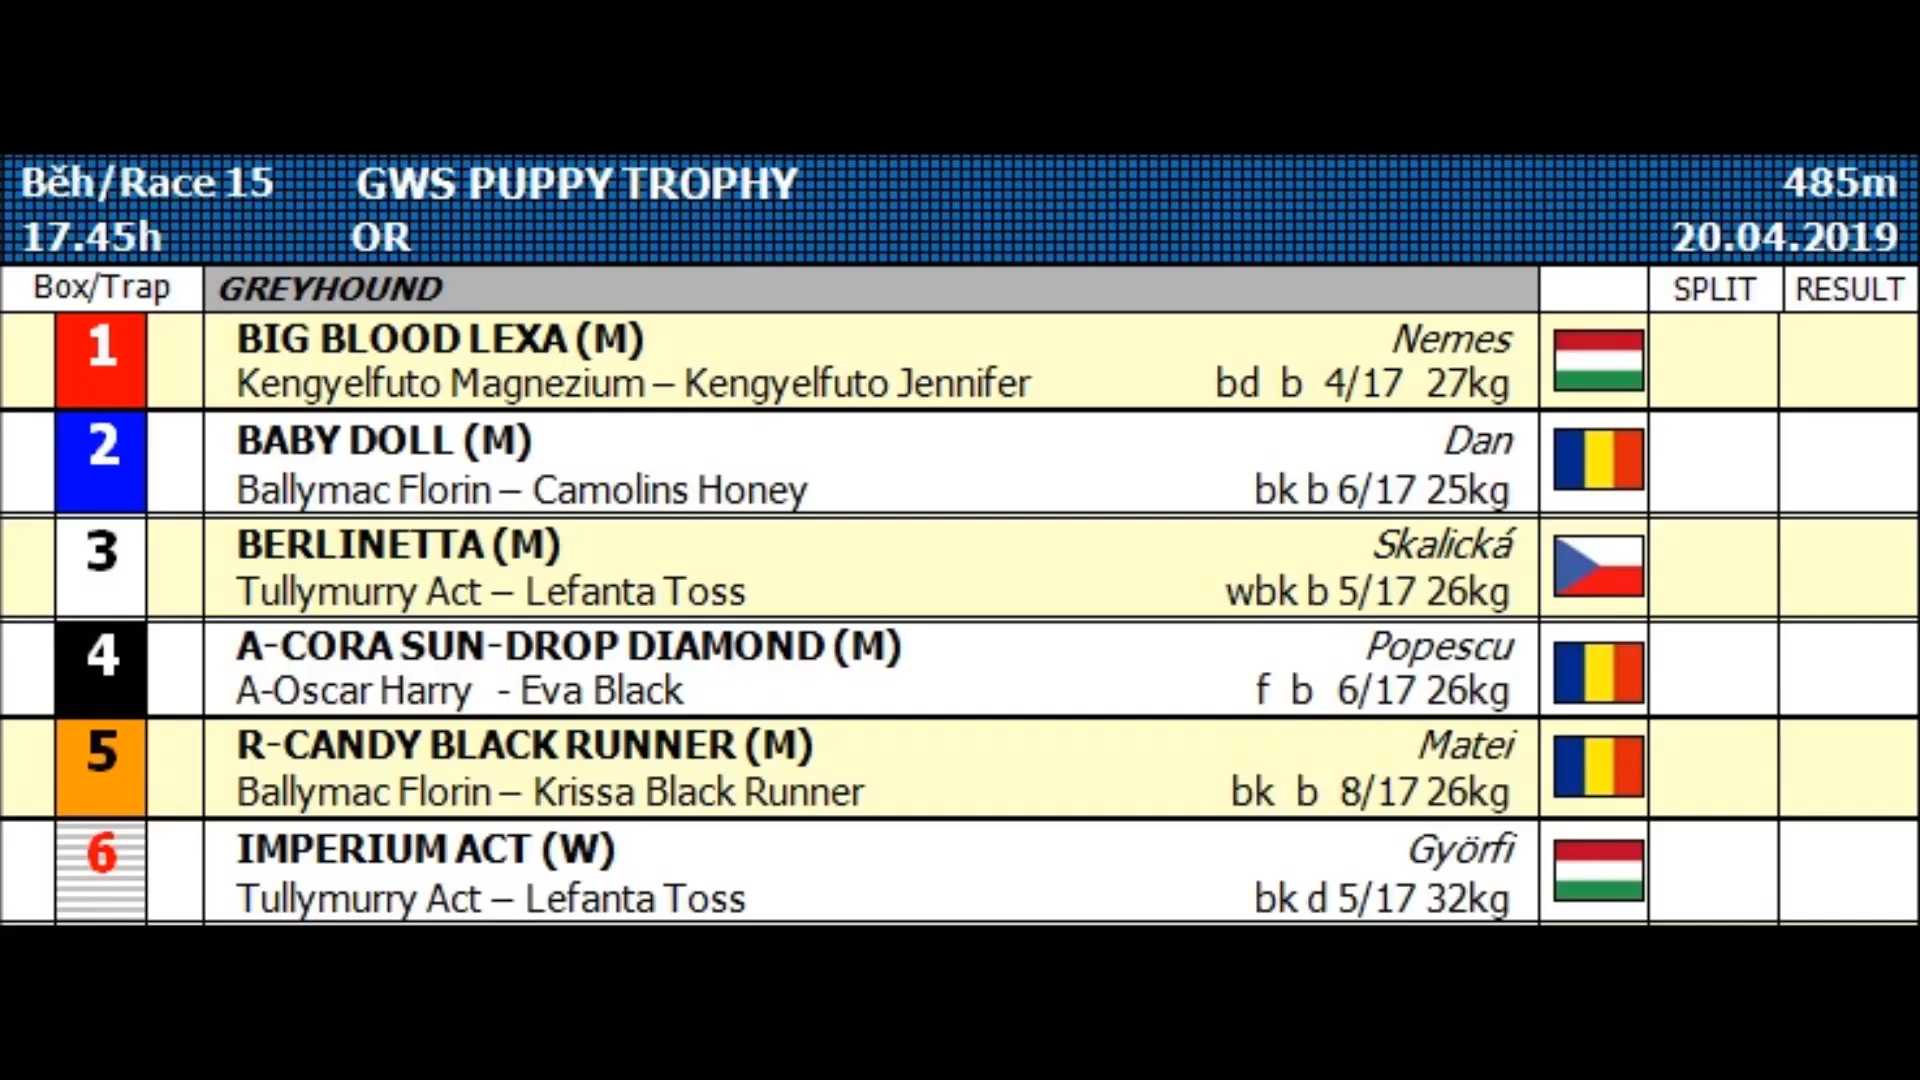 Běh/Race 15 GWS PUPPY TROPHY 485m
17.45h OR 20.04.2019
Box/Trap GREYHOUND SPLIT RESULT
1 BIG BLOOD LEXA (M) Nemes
Kengyelfuto Magnezium – Kengyelfuto Jennifer bd b 4/17 27kg
2 BABY DOLL (M) Dan
Ballymac Florin – Camolins Honey bk b 6/17 25kg
3 BERLINETTA (M) Skalická
Tullymurry Act – Lefanta Toss wbk b 5/17 26kg
4 A-CORA SUN-DROP DIAMOND (M) Popescu
A-Oscar Harry - Eva Black f b 6/17 26kg
5 R-CANDY BLACK RUNNER (M) Matei
Ballymac Florin – Krissa Black Runner bk b 8/17 26kg
6 IMPERIUM ACT (W) Györfi
Tullymurry Act – Lefanta Toss bk d 5/17 32kg